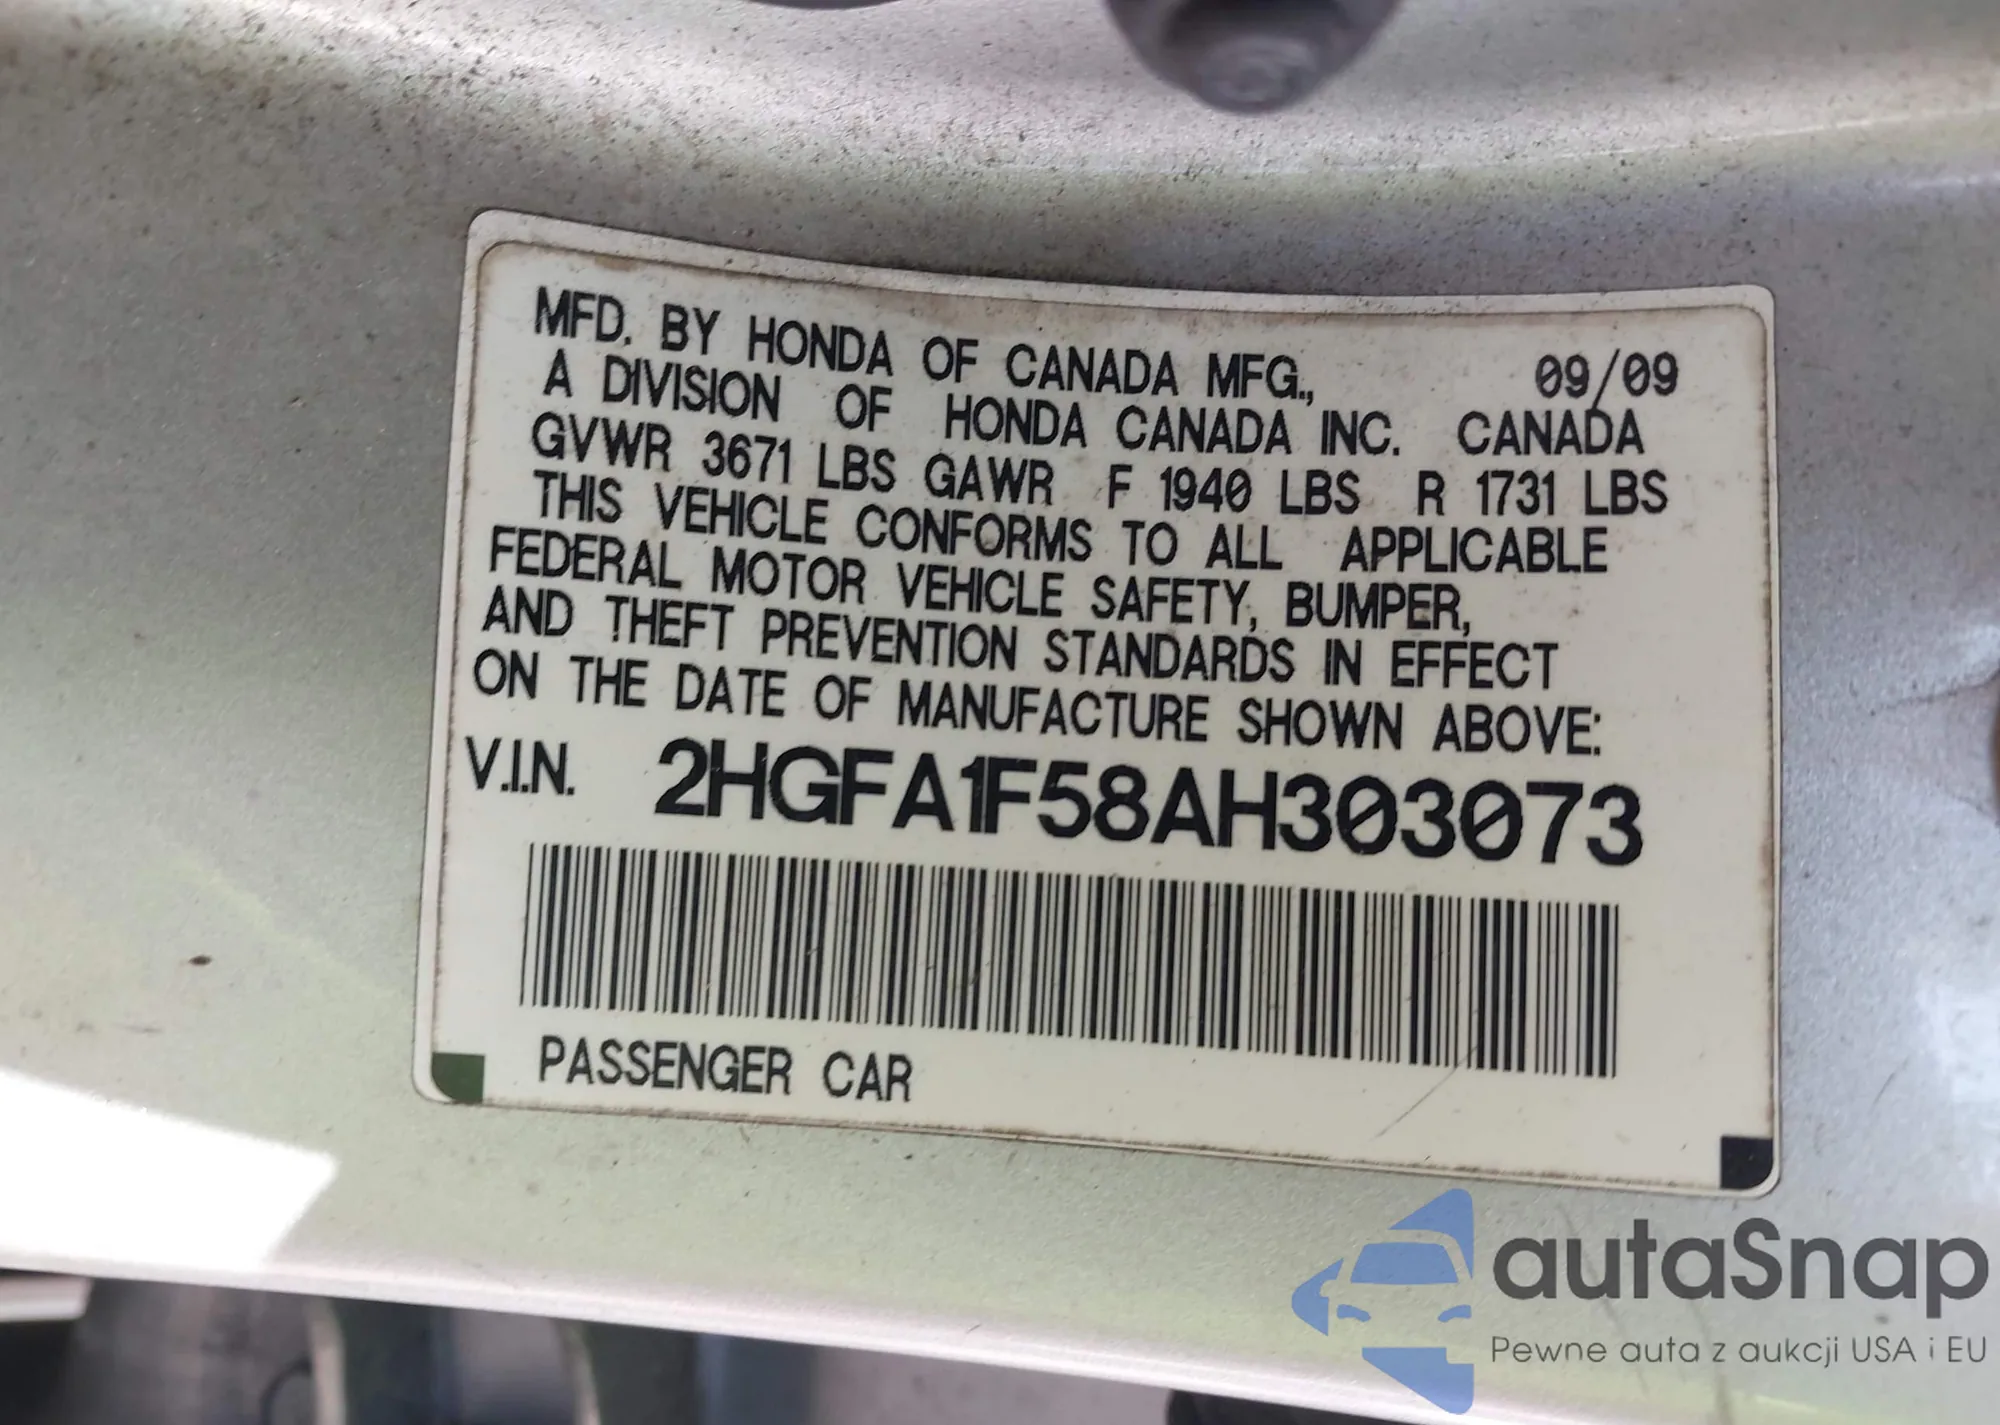 MFD. BY HONDA OF CANADA MFG., 09/09
A DIVISION OF HONDA CANADA INC. CANADA
GVWR 3671 LBS GAWR F 1940 LBS R 1731 LBS
THIS VEHICLE CONFORMS TO ALL APPLICABLE
FEDERAL MOTOR VEHICLE SAFETY, BUMPER,
AND THEFT PREVENTION STANDARDS IN EFFECT
ON THE DATE OF MANUFACTURE SHOWN ABOVE:
V.I.N. 2HGFA1F58AH303073
PASSENGER CAR
autaSnap
Pewne auta z aukcji USA i EU